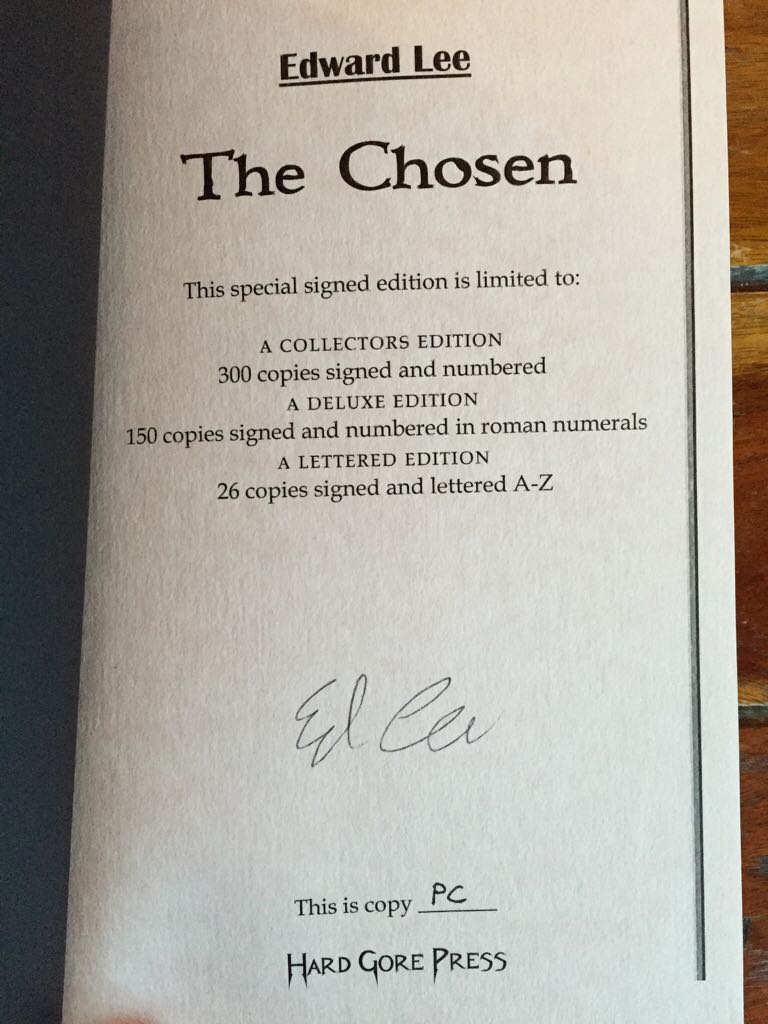 Edward Lee
The Chosen
This special signed edition is limited to:
A COLLECTORS EDITION
300 copies signed and numbered
A DELUXE EDITION
150 copies signed and numbered in roman numerals
A LETTERED EDITION
26 copies signed and lettered A-Z
Ed Lee
This is copy PC
HARD GORE PRESS